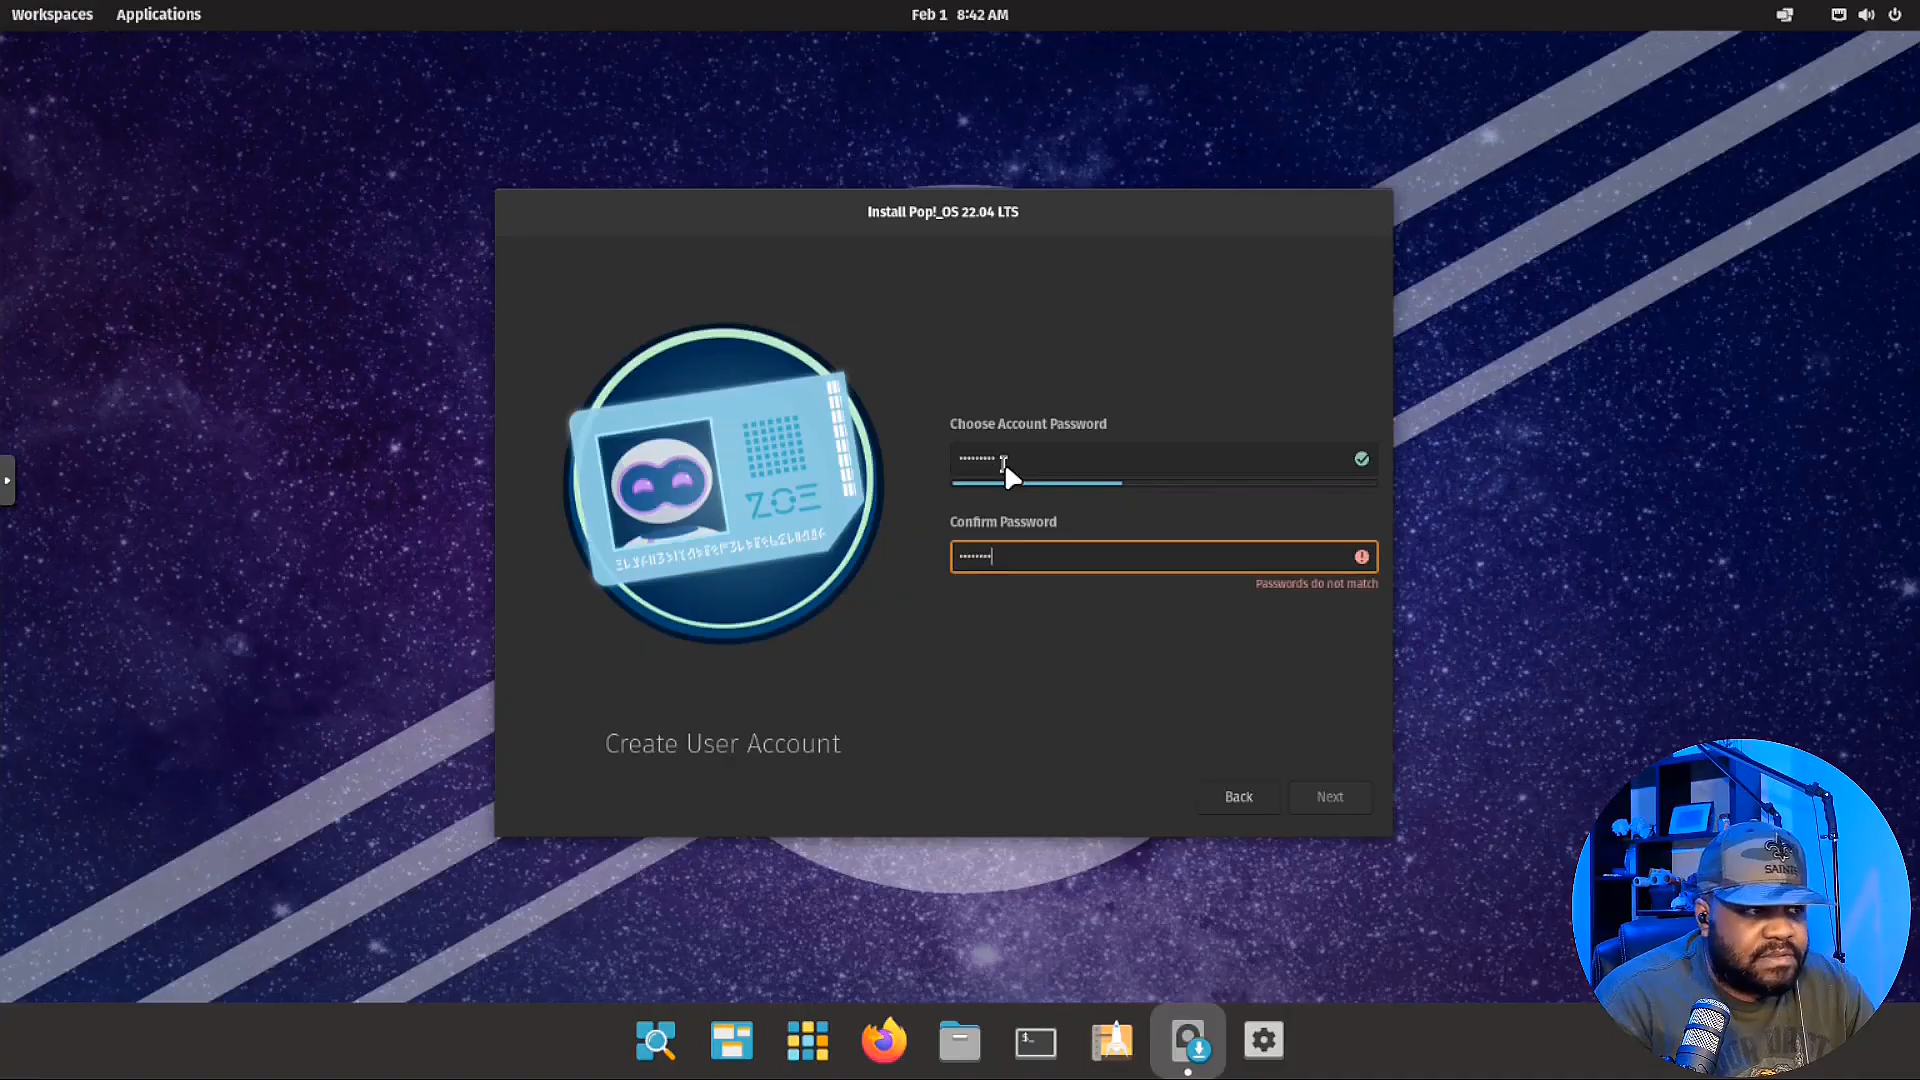 Workspaces Applications Feb 1 8:42 AM
Install Pop!_OS 22.04 LTS
Choose Account Password
Confirm Password
Passwords do not match
ZOE
Create User Account
Back Next
$_
SAINTS